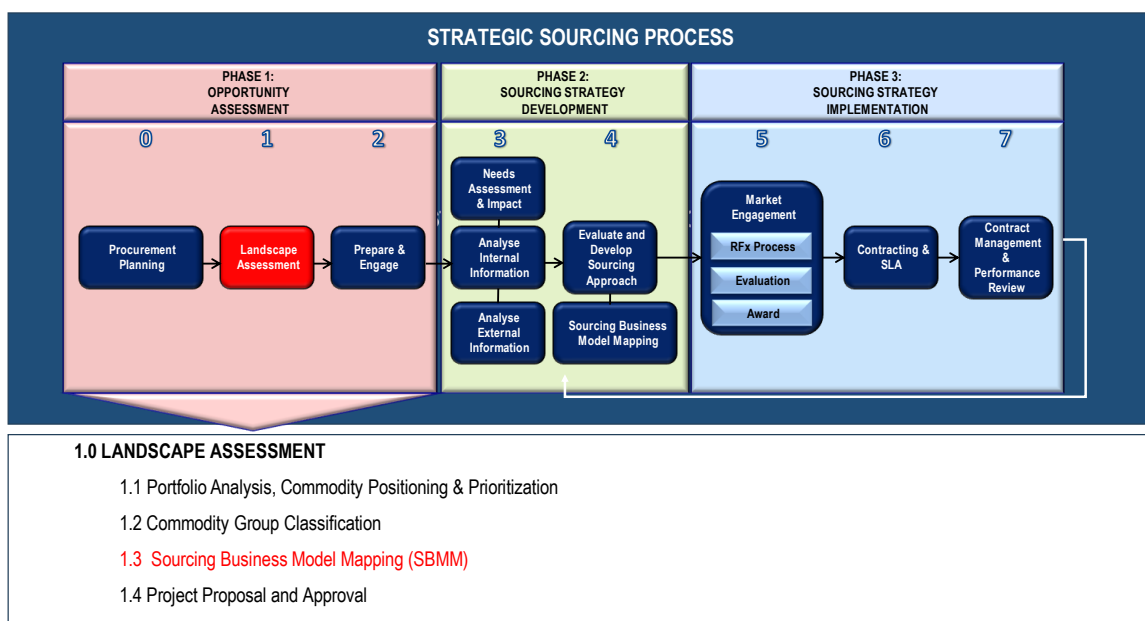 STRATEGIC SOURCING PROCESS
PHASE 1:
OPPORTUNITY
ASSESSMENT
PHASE 2:
SOURCING STRATEGY
DEVELOPMENT
PHASE 3:
SOURCING STRATEGY
IMPLEMENTATION
0
1
2
3
4
5
6
7
Procurement
Planning
Landscape
Assessment
Prepare &
Engage
Needs
Assessment
& Impact
Analyse
Internal
Information
Analyse
External
Information
Evaluate and
Develop
Sourcing
Approach
Sourcing Business
Model Mapping
Market
Engagement
RFx Process
Evaluation
Award
Contracting &
SLA
Contract
Management
&
Performance
Review
1.0 LANDSCAPE ASSESSMENT
1.1 Portfolio Analysis, Commodity Positioning & Prioritization
1.2 Commodity Group Classification
1.3 Sourcing Business Model Mapping (SBMM)
1.4 Project Proposal and Approval